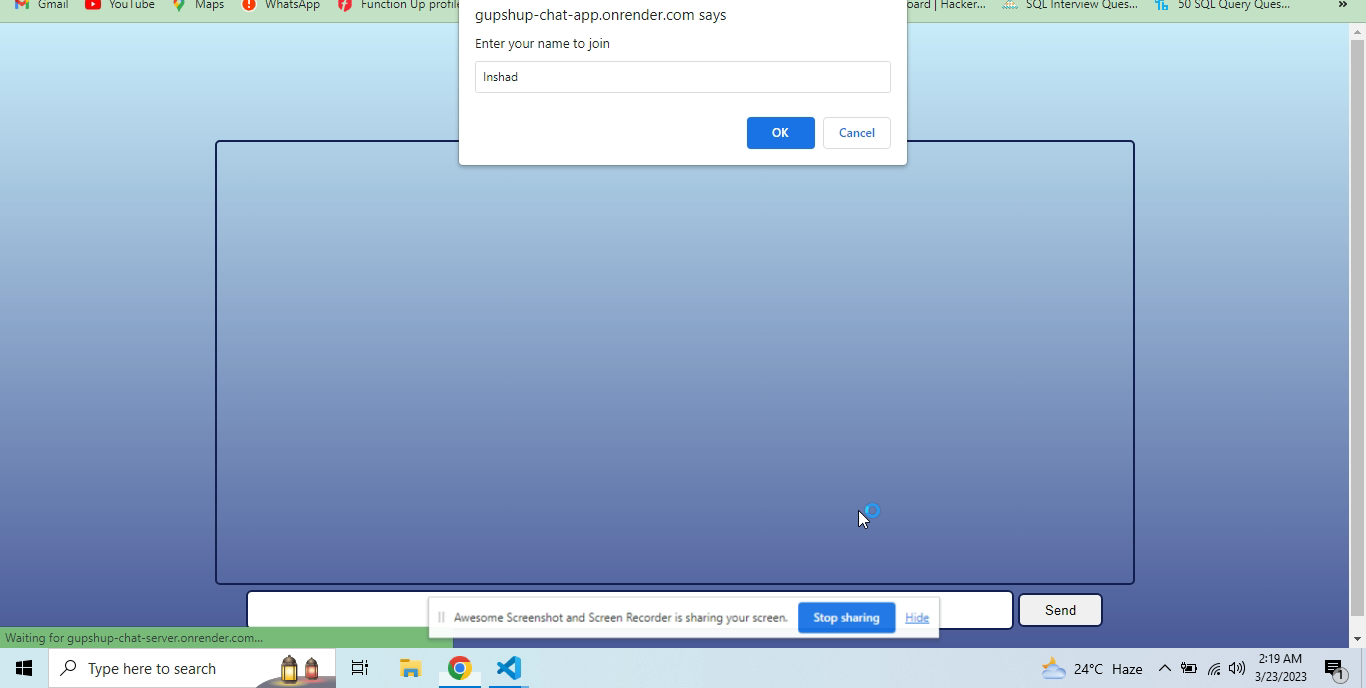 Gmail YouTube Maps WhatsApp Function Up profile oard | Hacker... SQL Interview Ques... 50 SQL Query Ques... »
gupshup-chat-app.onrender.com says
Enter your name to join
Inshad
OK Cancel
Send
Awesome Screenshot and Screen Recorder is sharing your screen. Stop sharing Hide
Waiting for gupshup-chat-server.onrender.com...
Type here to search
24°C Haze
2:19 AM
3/23/2023
1